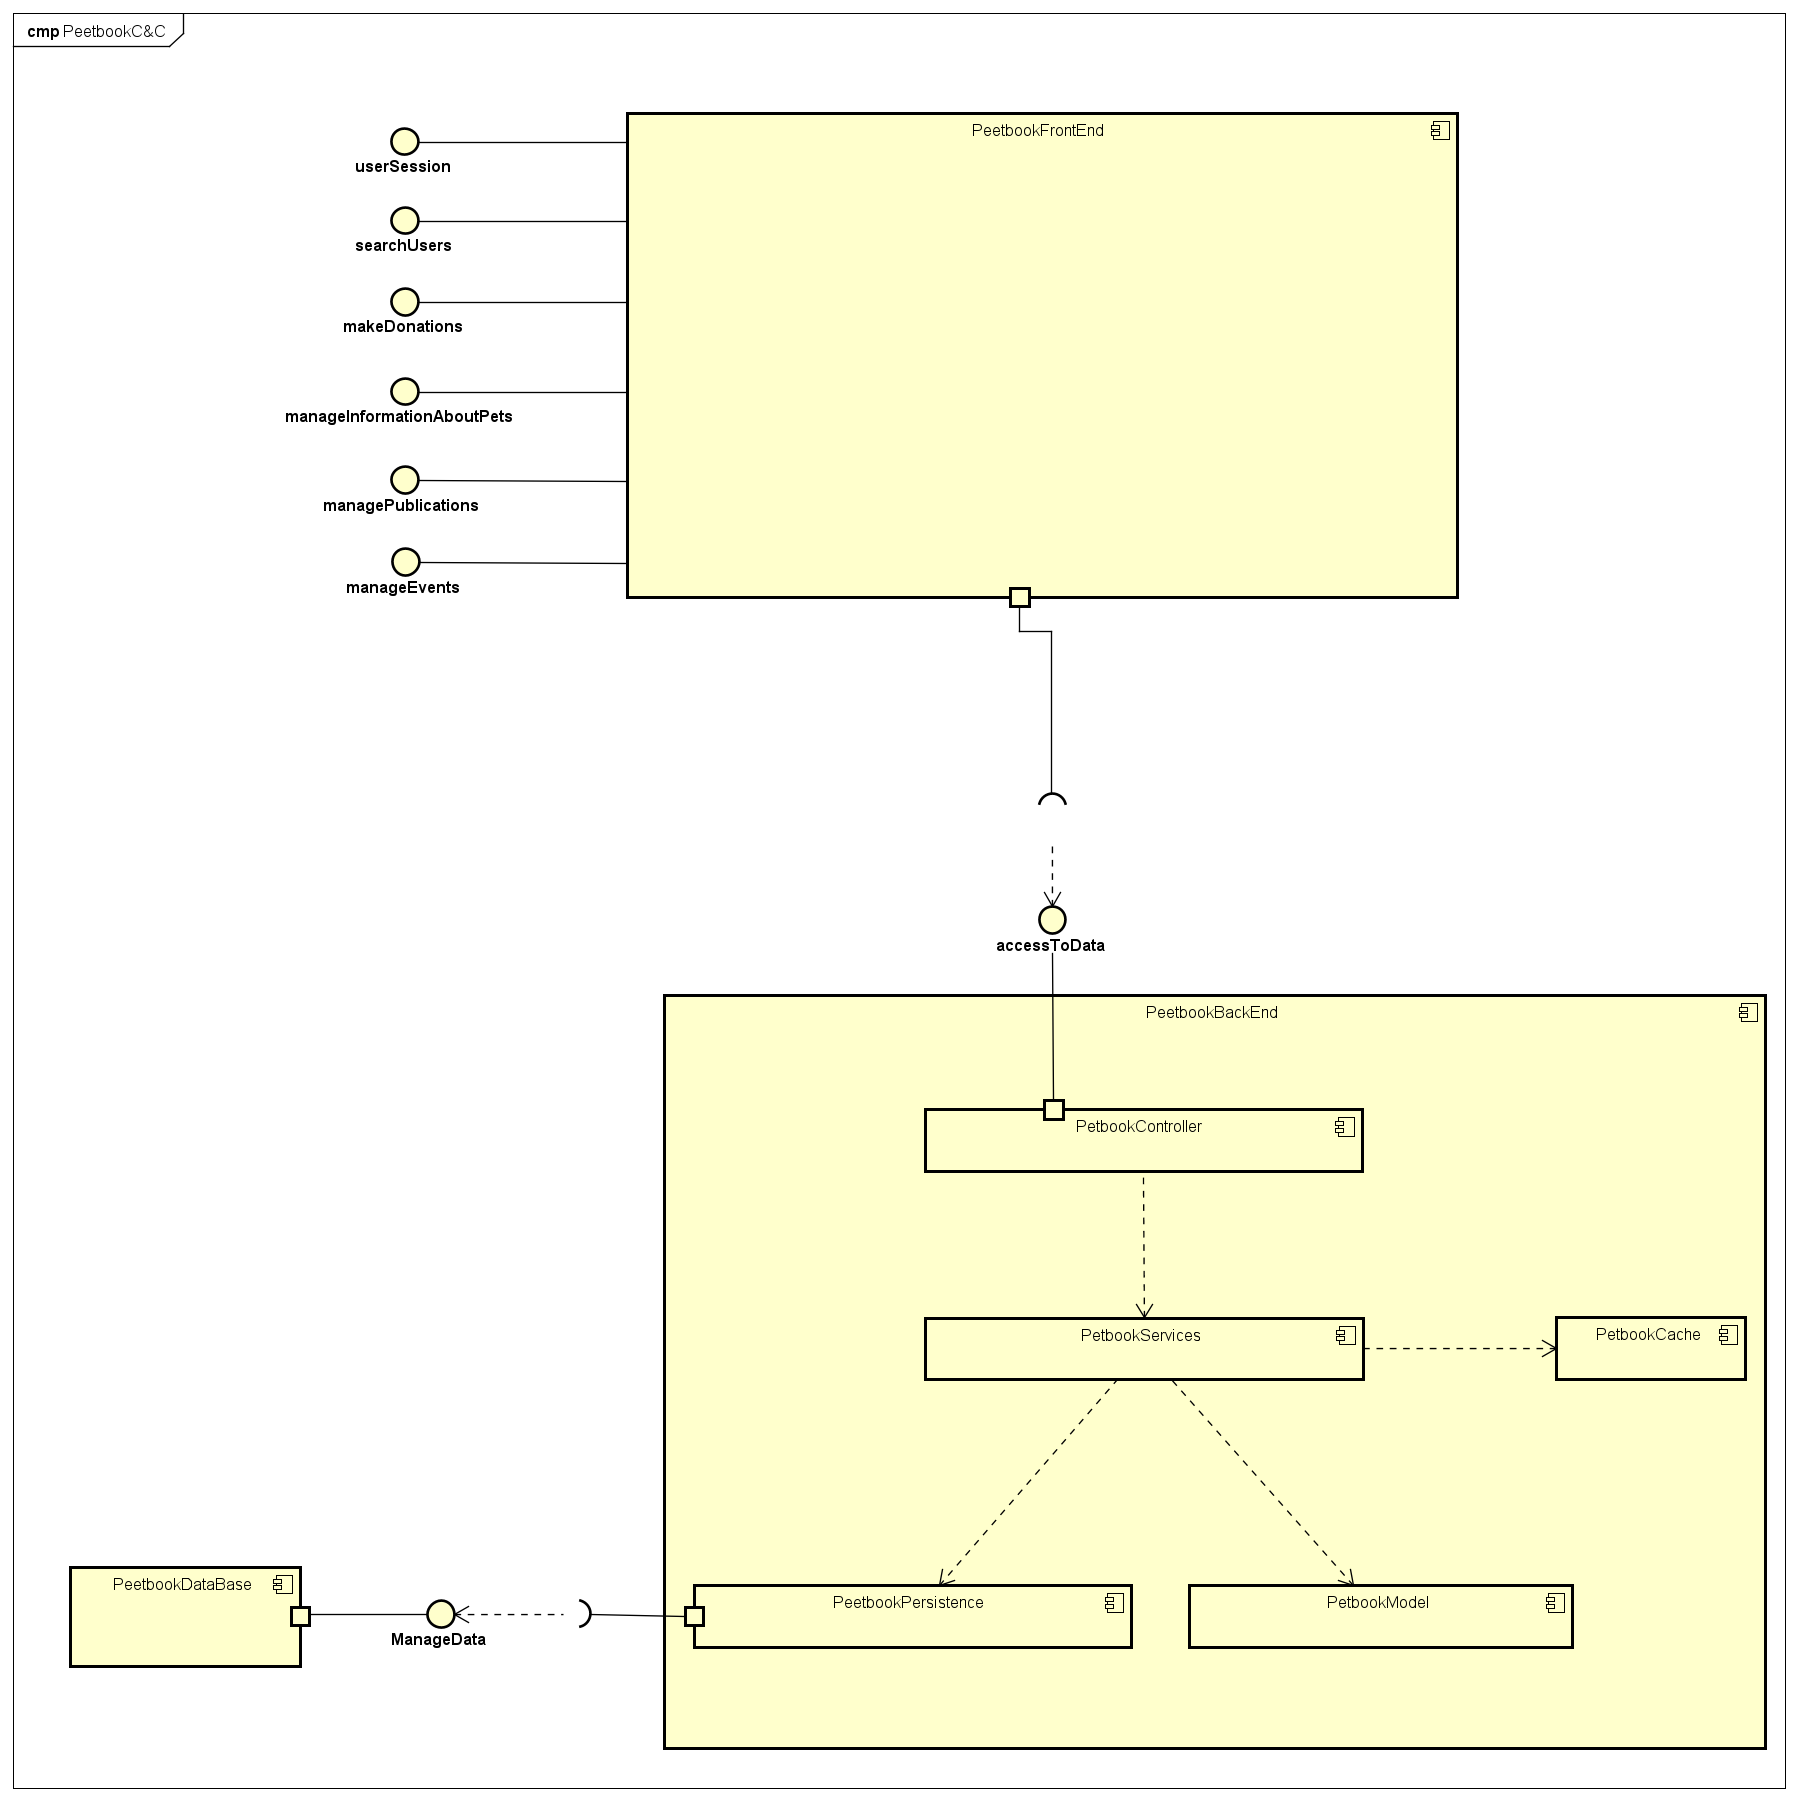 cmp PeetbookC&C
PeetbookFrontEnd
userSession
searchUsers
makeDonations
manageInformationAboutPets
managePublications
manageEvents
accessToData
PeetbookBackEnd
PetbookController
PetbookServices
PetbookCache
PeetbookDataBase
ManageData
PeetbookPersistence
PetbookModel